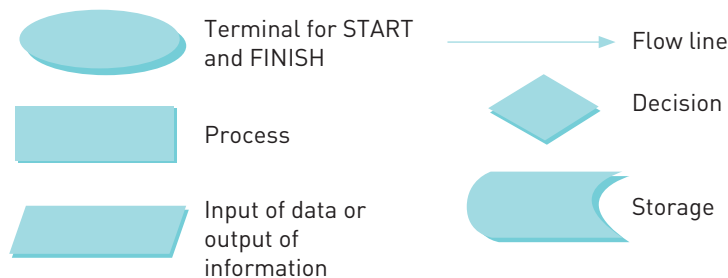 Terminal for START
and FINISH
Process
Input of data or
output of
information
Flow line
Decision
Storage